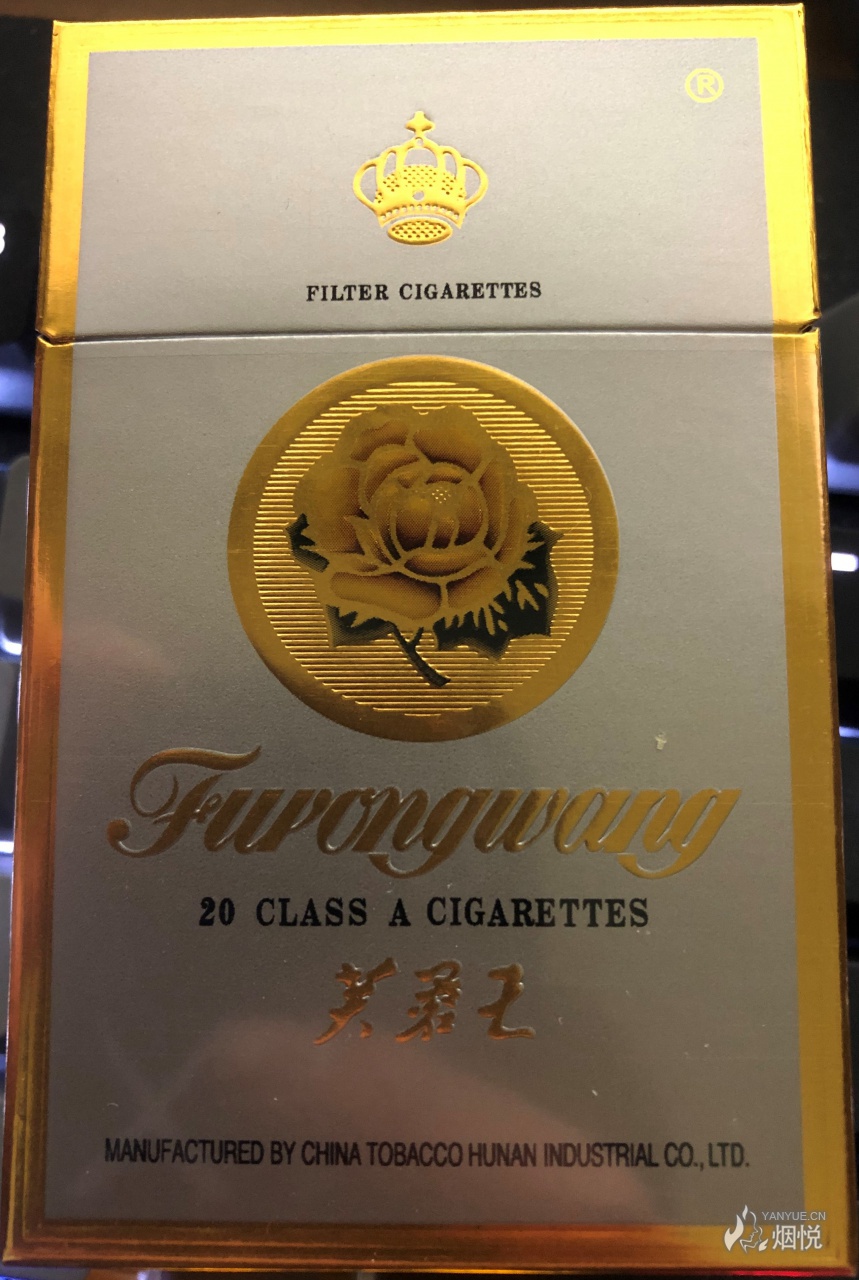 ®
FILTER CIGARETTES
Furongwang
20 CLASS A CIGARETTES
芙蓉王
MANUFACTURED BY CHINA TOBACCO HUNAN INDUSTRIAL CO., LTD.
YANYUE.CN
烟悦